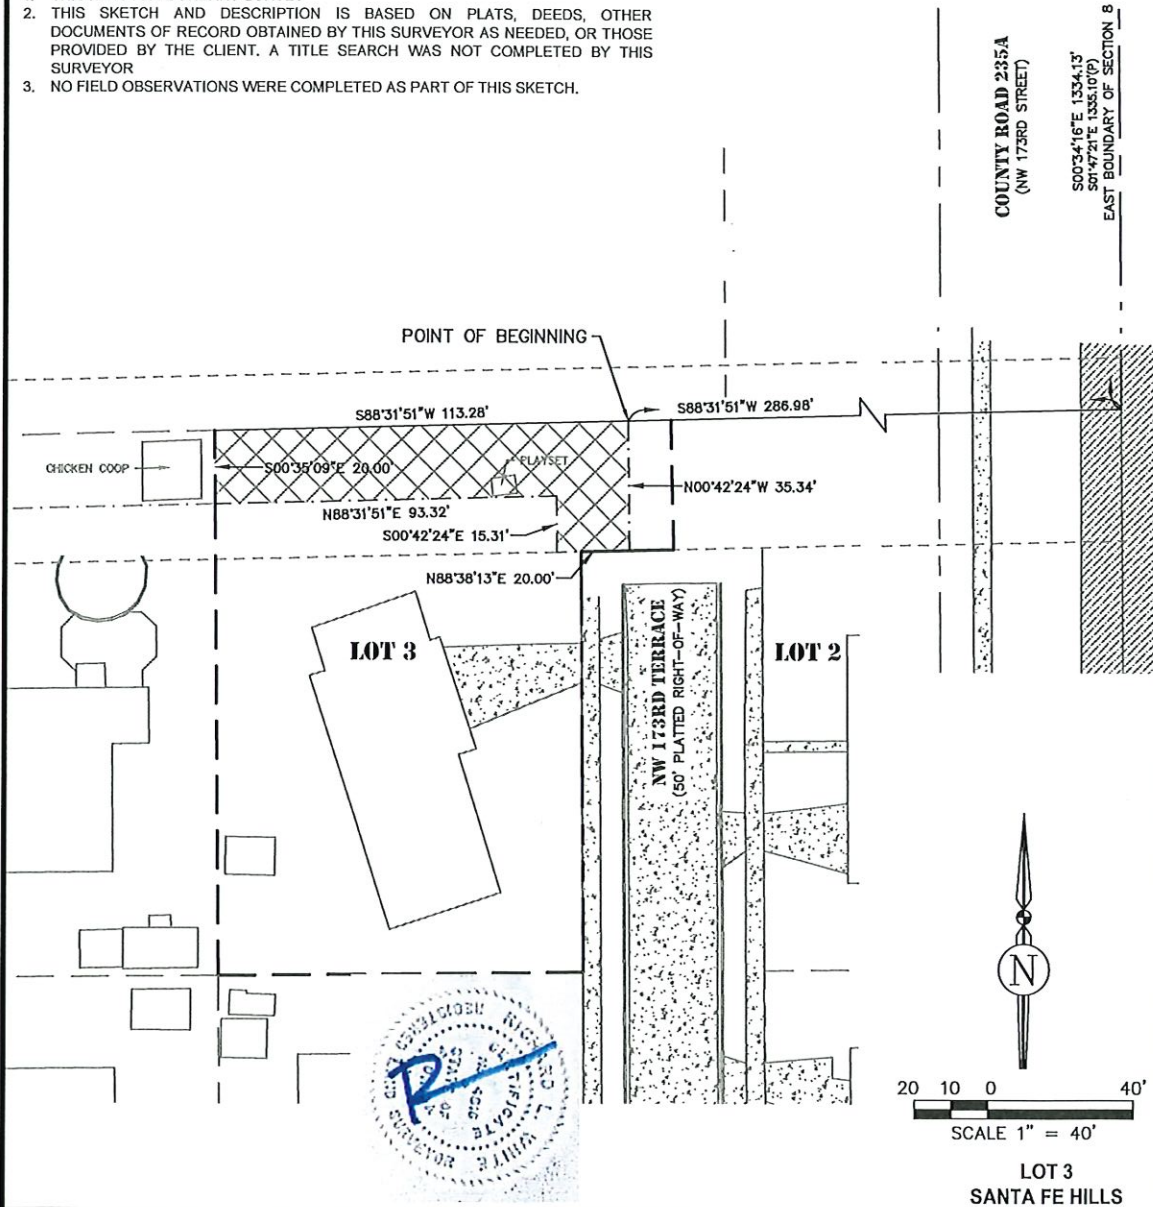 2. THIS SKETCH AND DESCRIPTION IS BASED ON PLATS, DEEDS, OTHER
DOCUMENTS OF RECORD OBTAINED BY THIS SURVEYOR AS NEEDED, OR THOSE
PROVIDED BY THE CLIENT. A TITLE SEARCH WAS NOT COMPLETED BY THIS
SURVEYOR
3. NO FIELD OBSERVATIONS WERE COMPLETED AS PART OF THIS SKETCH.
COUNTY ROAD 235A
(NW 173RD STREET)
S00°34'16"E 1334.13'
S01°47'21"E 1335.10'(P)
EAST BOUNDARY OF SECTION 8
POINT OF BEGINNING
S88°31'51"W 113.28'
S88°31'51"W 286.98'
CHICKEN COOP
S00°35'09"E 20.00'
PLAYSET
N00°42'24"W 35.34'
N88°31'51"E 93.32'
S00°42'24"E 15.31'
N88°38'13"E 20.00'
LOT 3
NW 173RD TERRACE
(50' PLATTED RIGHT-OF-WAY)
LOT 2
N
20 10 0 40'
SCALE 1" = 40'
LOT 3
SANTA FE HILLS
L. WHITE
CERTIFICATE
STATE OF